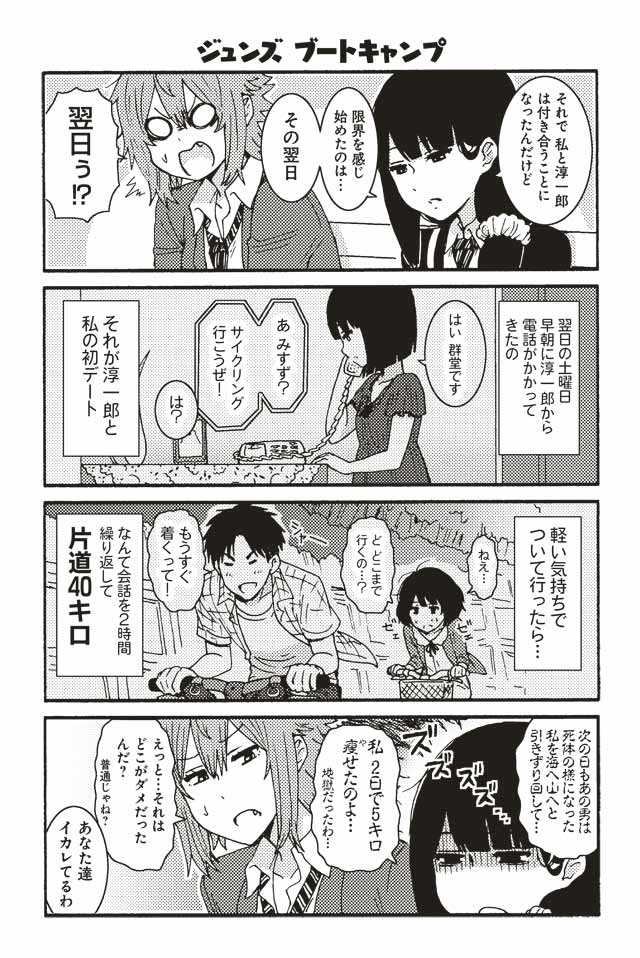 ジュンズ ブートキャンプ
それで 私と淳一郎
は付き合うことに
なったんだけど
限界を感じ
始めたのは…
その翌日
翌日ぅ!?
翌日の土曜日
早朝に淳一郎から
電話がかかって
きたの
はい 群堂です
あ みすず?
サイクリング
行こうぜ!
は?
それが淳一郎と
私の初デート
軽い気持ちで
ついて行ったら…
ねぇ…
ど どこまで
行くの…?
ゼェ
ゼェ
シャー
もうすぐ
着くって!
なんて会話を2時間
繰り返して
片道40キロ
次の日もあの男は
死体の様になった
私を海へ山へと
引きずり回して…
ズズズ…
私 2日で5キロ
痩せたのよ…
や
地獄だったわ…
えっと…それは
どこがダメだった
んだ?
普通じゃね?
あなた達
イカレてるわ